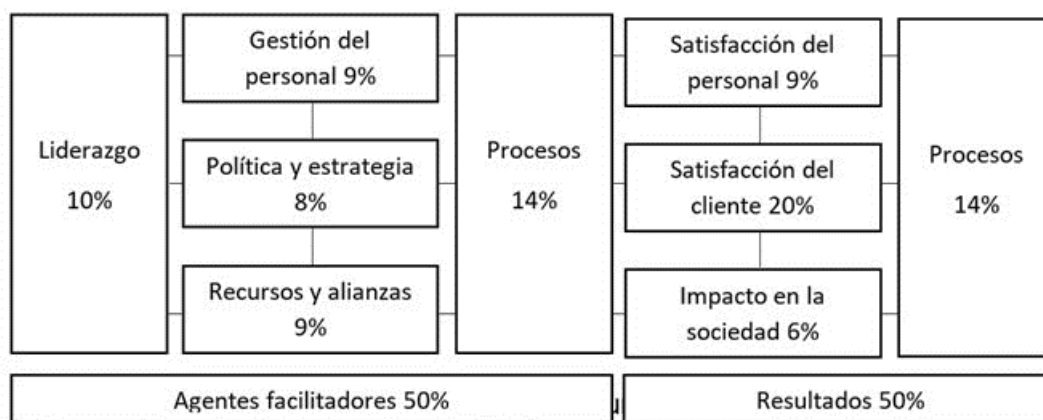 Liderazgo
10%
Gestión del
personal 9%
Política y estrategia
8%
Recursos y alianzas
9%
Procesos
14%
Satisfacción del
personal 9%
Satisfacción del
cliente 20%
Impacto en la
sociedad 6%
Procesos
14%
Agentes facilitadores 50%
Resultados 50%